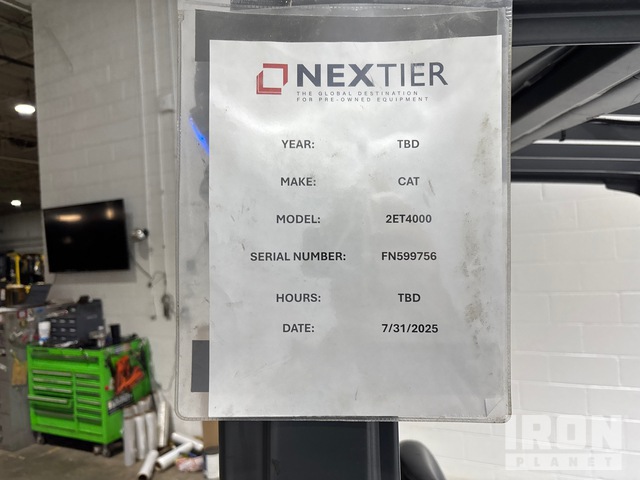 NEXTIER
THE GLOBAL DESTINATION
FOR PRE-OWNED EQUIPMENT
YEAR: TBD
MAKE: CAT
MODEL: 2ET4000
SERIAL NUMBER: FN599756
HOURS: TBD
DATE: 7/31/2025
IRON
PLANET